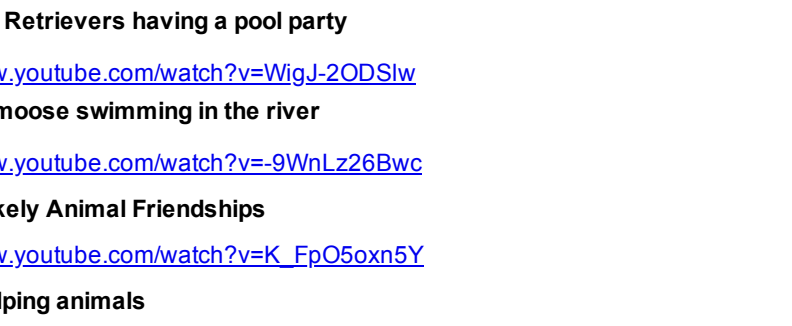 Retrievers having a pool party
w.youtube.com/watch?v=WigJ-2ODSlw
moose swimming in the river
w.youtube.com/watch?v=-9WnLz26Bwc
kely Animal Friendships
w.youtube.com/watch?v=K_FpO5oxn5Y
lping animals